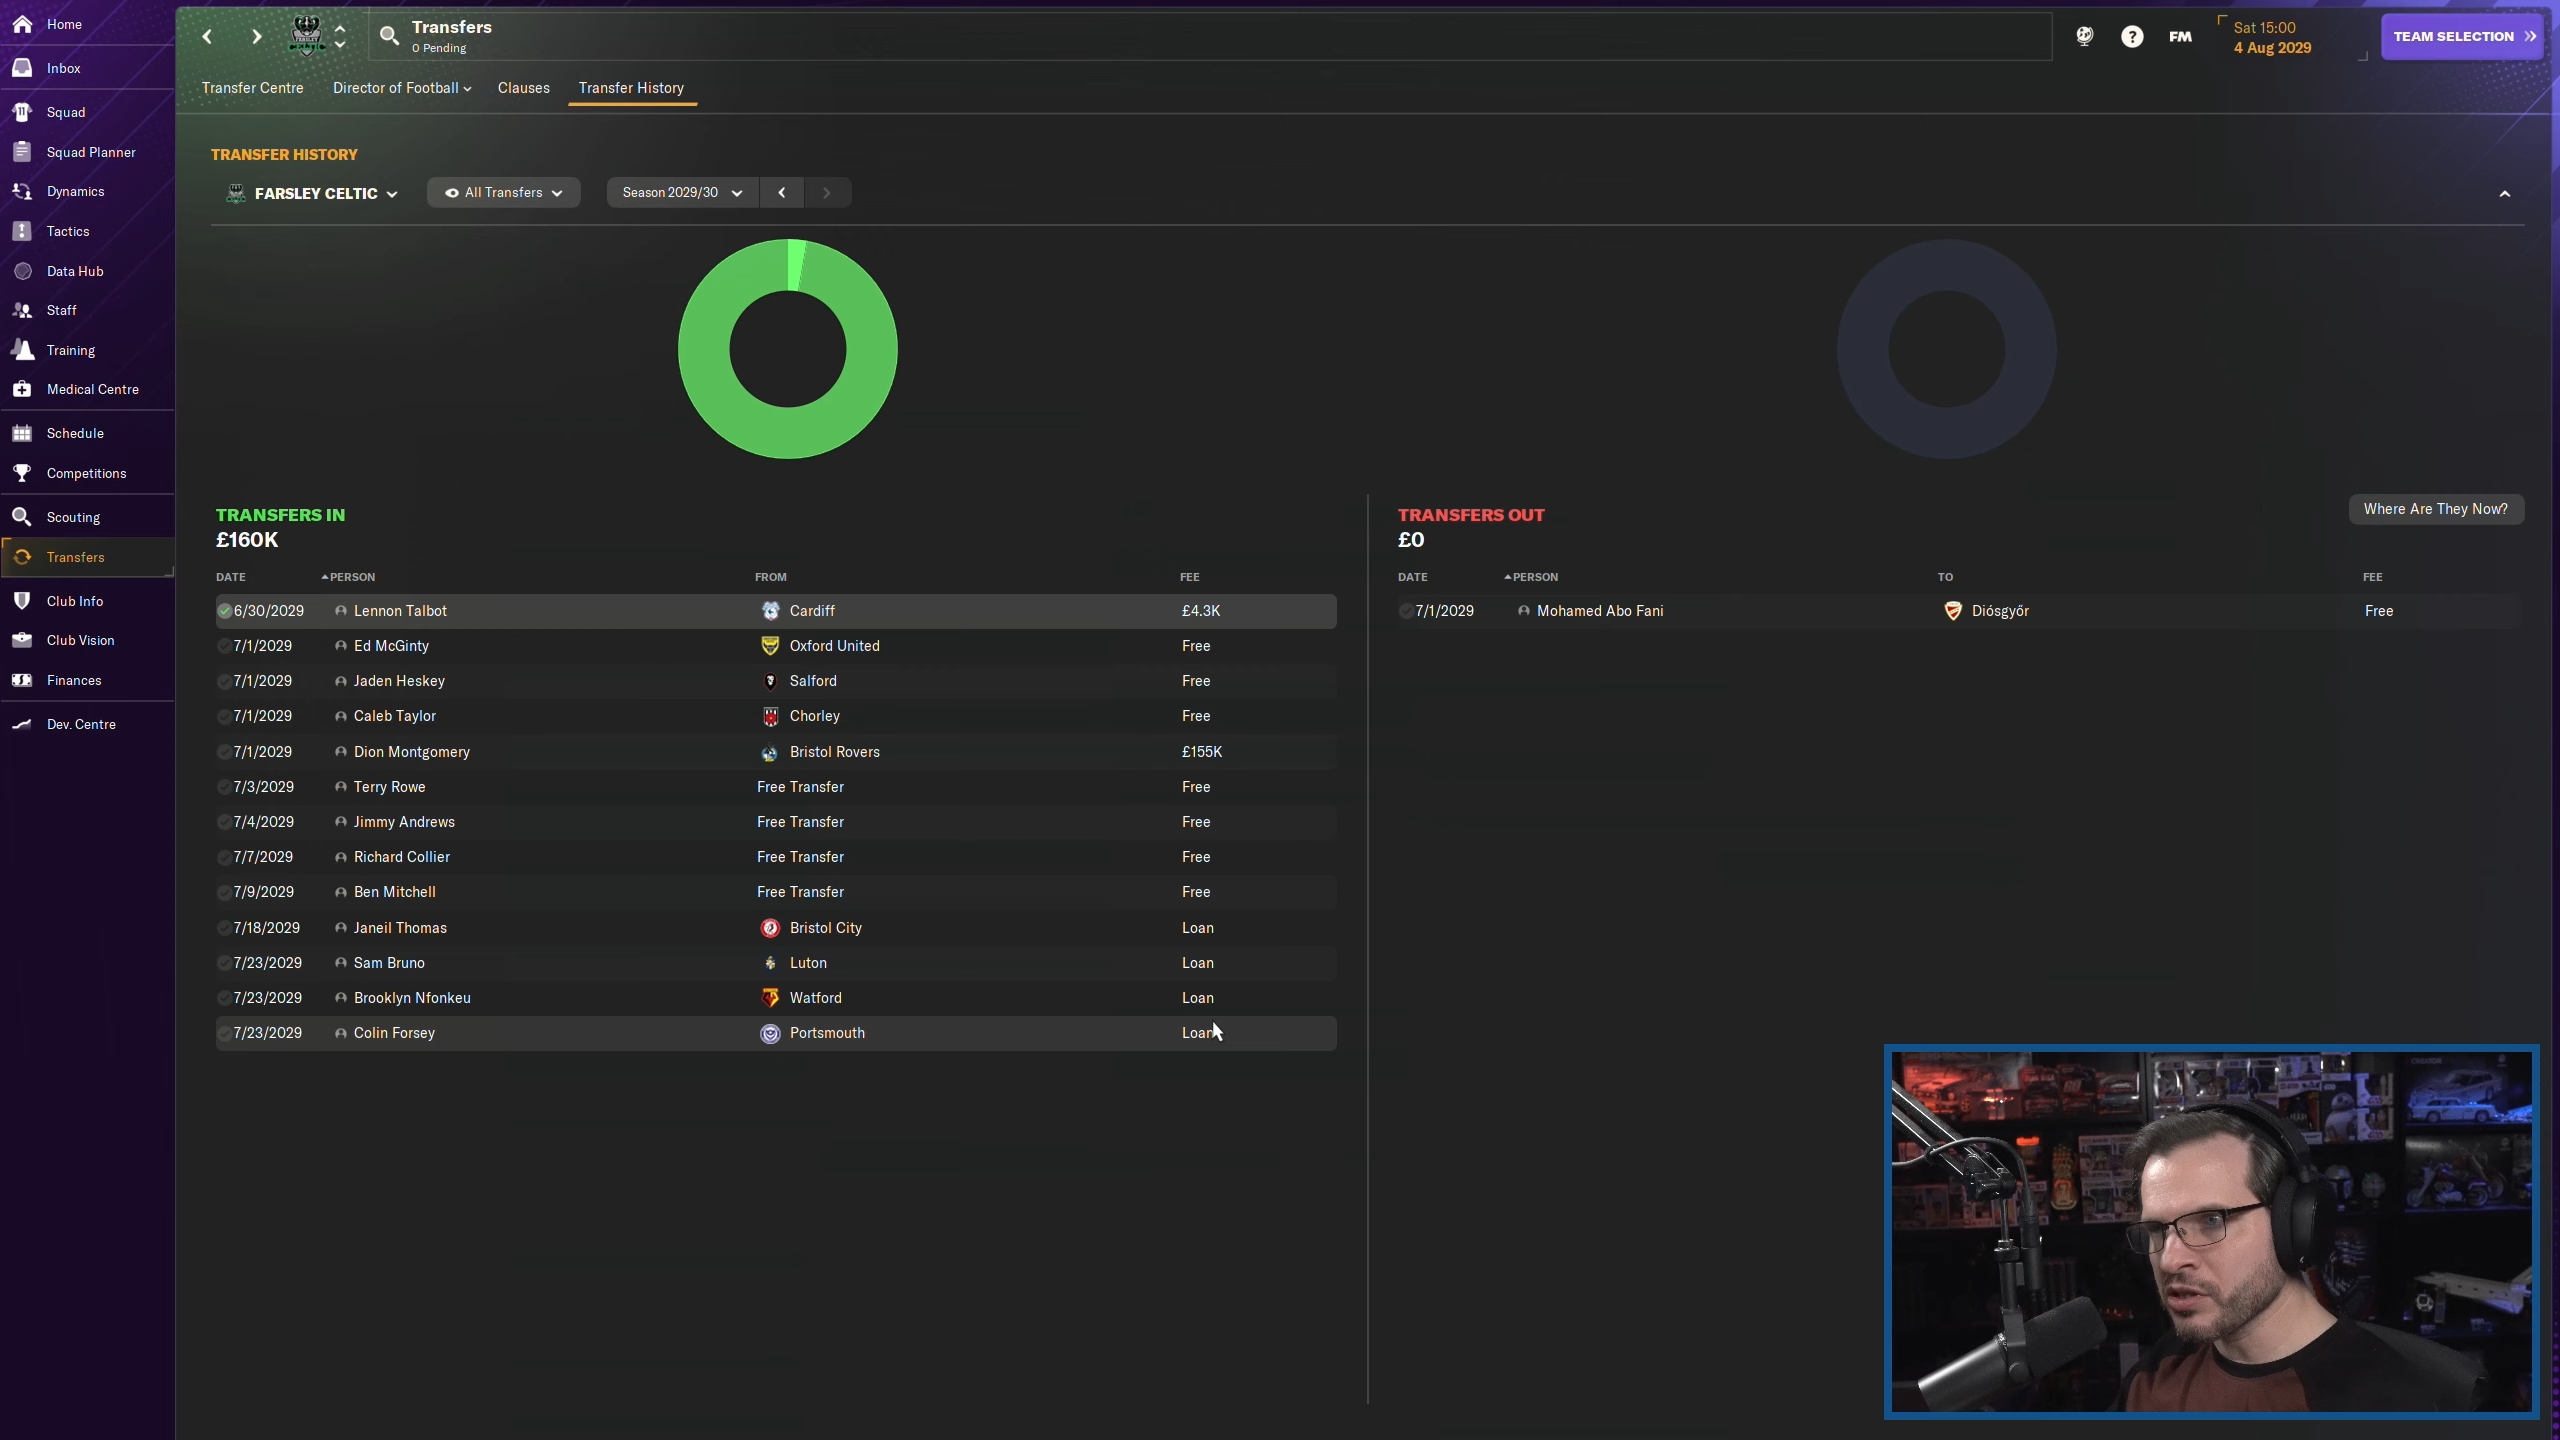 Home
Inbox
Squad
Squad Planner
Dynamics
Tactics
Data Hub
Staff
Training
Medical Centre
Schedule
Competitions
Scouting
Transfers
Club Info
Club Vision
Finances
Dev. Centre
Transfers
0 Pending
FM
Sat 15:00
4 Aug 2029
TEAM SELECTION
Transfer Centre Director of Football Clauses Transfer History
TRANSFER HISTORY
FARSLEY CELTIC All Transfers Season 2029/30
TRANSFERS IN
£160K
DATE PERSON FROM FEE
6/30/2029 Lennon Talbot Cardiff £4.3K
7/1/2029 Ed McGinty Oxford United Free
7/1/2029 Jaden Heskey Salford Free
7/1/2029 Caleb Taylor Chorley Free
7/1/2029 Dion Montgomery Bristol Rovers £155K
7/3/2029 Terry Rowe Free Transfer Free
7/4/2029 Jimmy Andrews Free Transfer Free
7/7/2029 Richard Collier Free Transfer Free
7/9/2029 Ben Mitchell Free Transfer Free
7/18/2029 Janeil Thomas Bristol City Loan
7/23/2029 Sam Bruno Luton Loan
7/23/2029 Brooklyn Nfonkeu Watford Loan
7/23/2029 Colin Forsey Portsmouth Loan
TRANSFERS OUT
£0
Where Are They Now?
DATE PERSON TO FEE
7/1/2029 Mohamed Abo Fani Diósgyőr Free